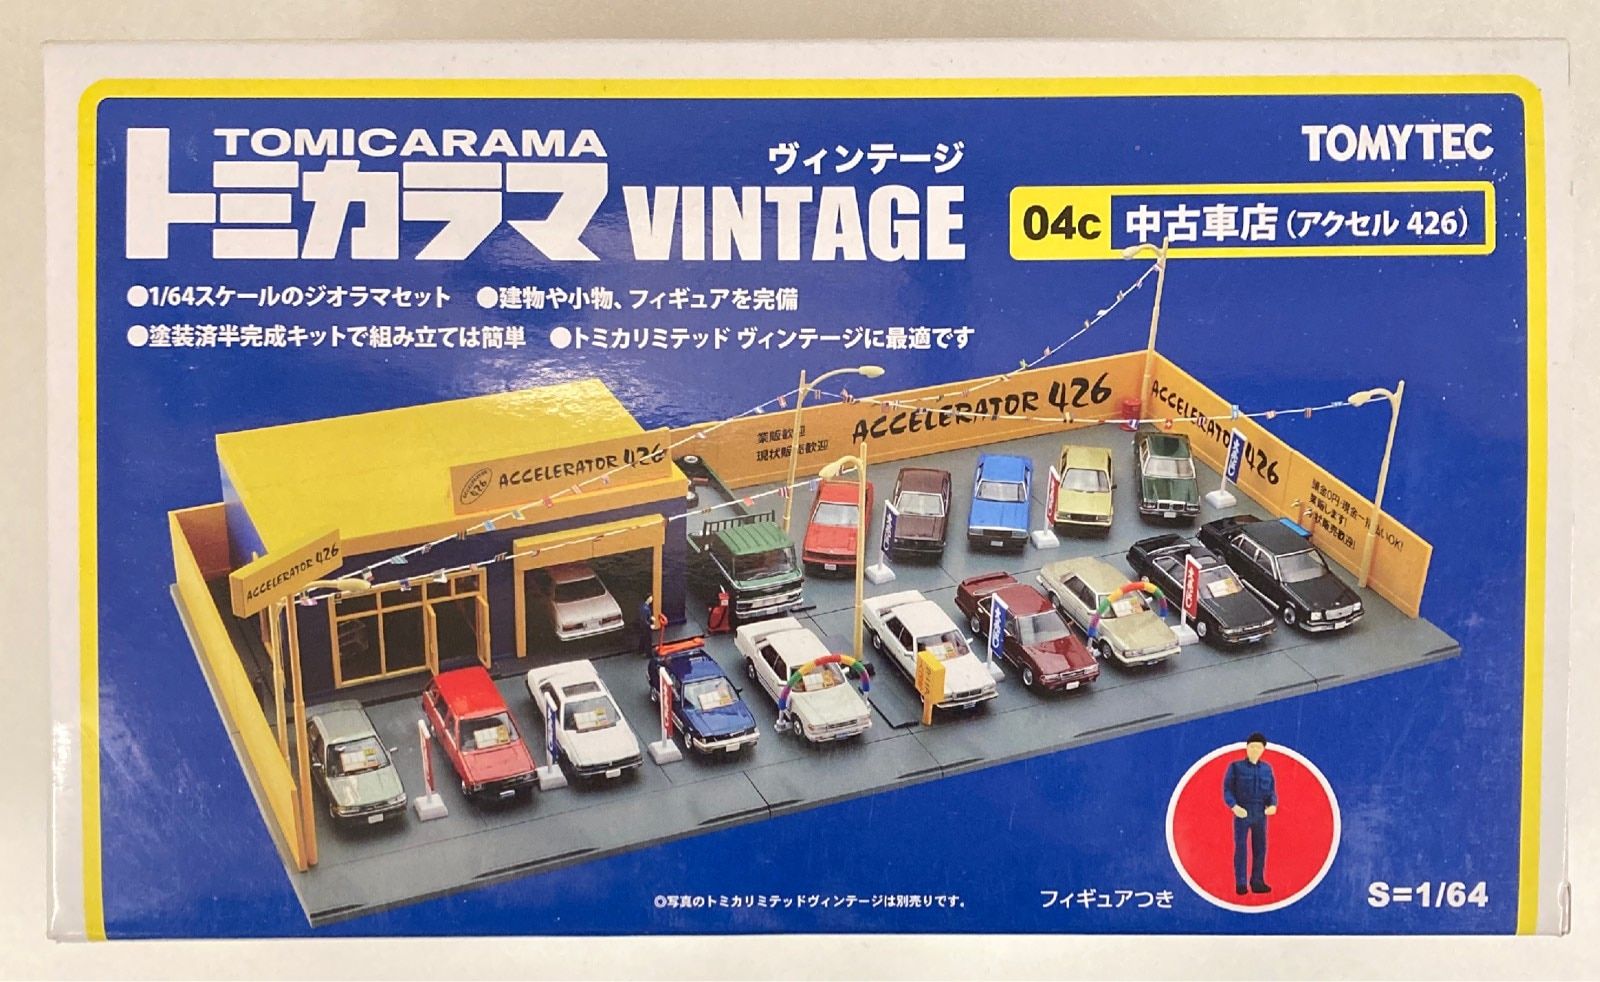 TOMICARAMA
トミカラマ
ヴィンテージ
VINTAGE
TOMYTEC
04c 中古車店(アクセル 426)
●1/64スケールのジオラマセット ●建物や小物、フィギュアを完備
●塗装済半完成キットで組み立ては簡単 ●トミカリミテッド ヴィンテージに最適です
業販歓迎
現状販売歓迎
ACCELERATOR 426
ACCELERATOR 426
426
ACCELERATOR 426
ACCELERATOR 426
フィギュアつき
S=1/64
◎写真のトミカリミテッドヴィンテージは別売りです。